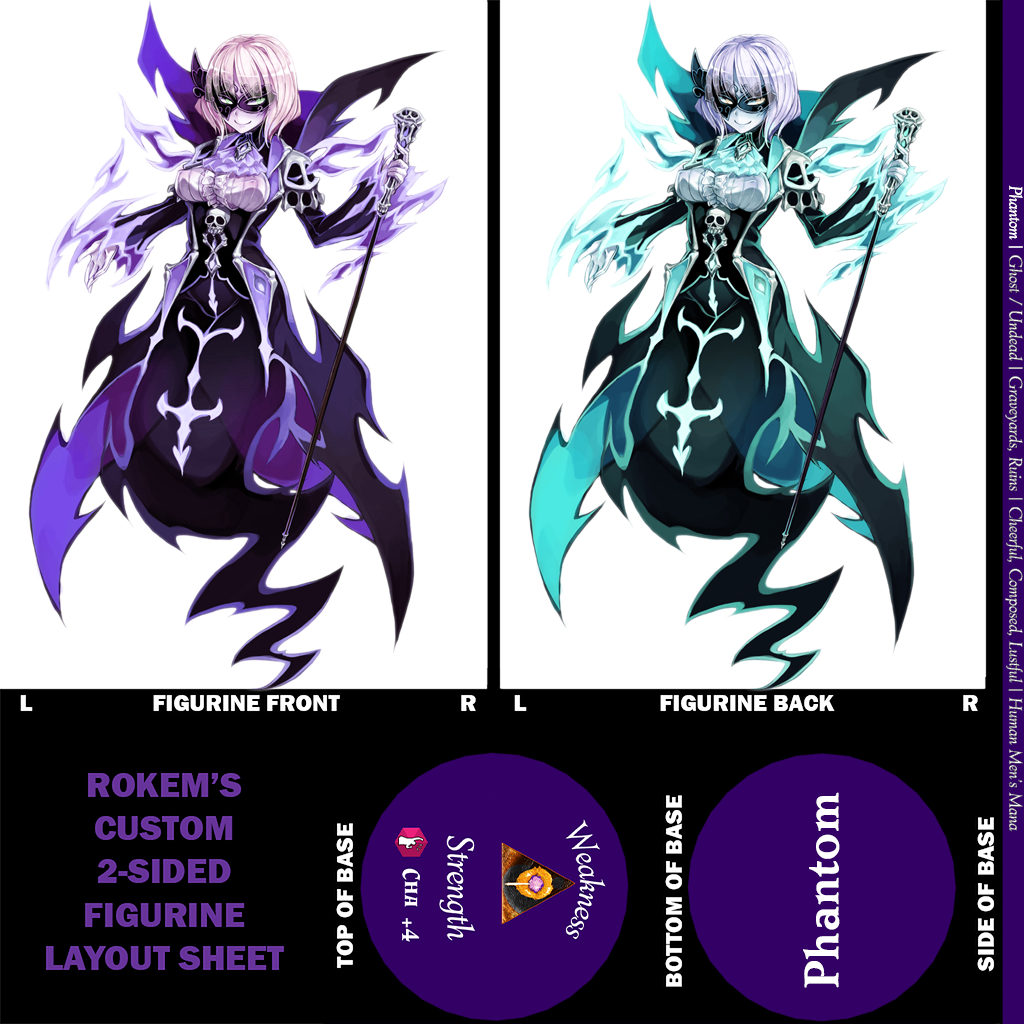 L FIGURINE FRONT R
L FIGURINE BACK R
Phantom | Ghost / Undead | Graveyards, Ruins | Cheerful, Composed, Lustful | Human Men's Mana
ROKEM'S
CUSTOM
2-SIDED
FIGURINE
LAYOUT SHEET
TOP OF BASE
Weakness
Strength
CHA +4
BOTTOM OF BASE
Phantom
SIDE OF BASE